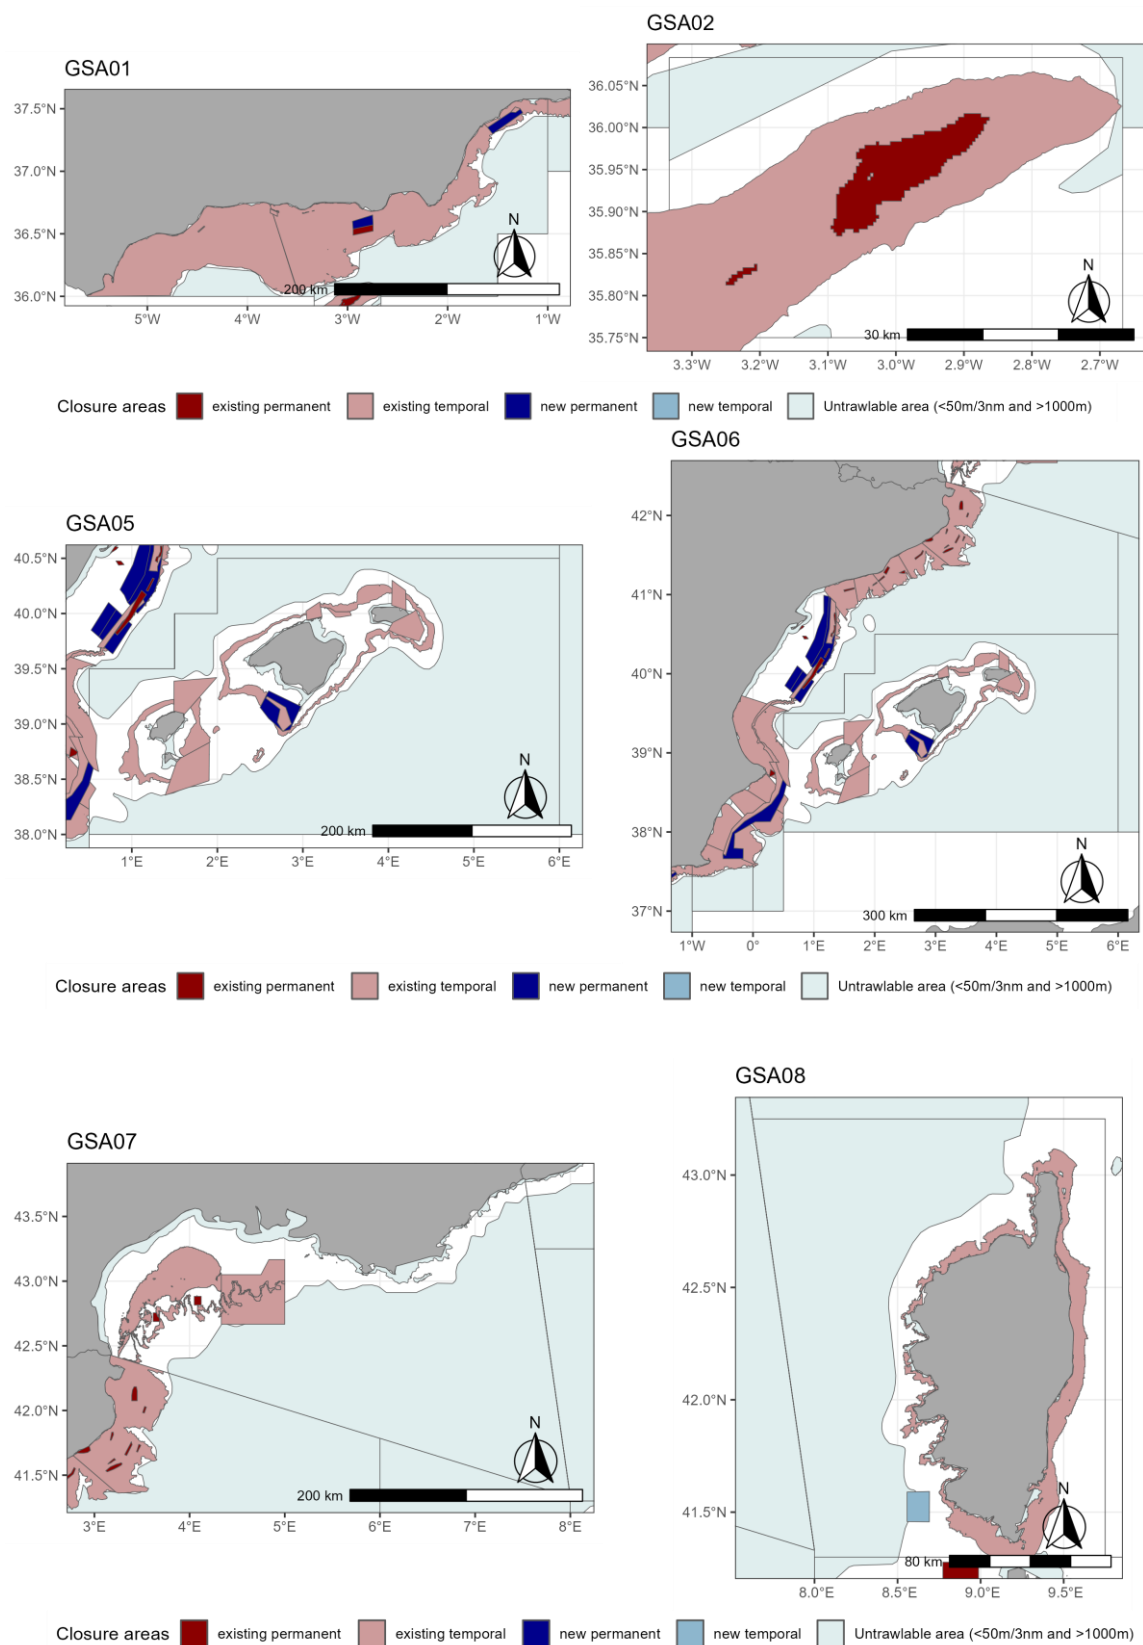 GSA01
37.5°N
37.0°N
36.5°N
36.0°N
N
200 km
5°W 4°W 3°W 2°W 1°W
GSA02
36.05°N
36.00°N
35.95°N
35.90°N
35.85°N
35.80°N
35.75°N
N
30 km
3.3°W 3.2°W 3.1°W 3.0°W 2.9°W 2.8°W 2.7°W
Closure areas existing permanent existing temporal new permanent new temporal Untrawlable area (<50m/3nm and >1000m)
GSA05
40.5°N
40.0°N
39.5°N
39.0°N
38.5°N
38.0°N
N
200 km
1°E 2°E 3°E 4°E 5°E 6°E
GSA06
42°N
41°N
40°N
39°N
38°N
37°N
N
300 km
1°W 0° 1°E 2°E 3°E 4°E 5°E 6°E
Closure areas existing permanent existing temporal new permanent new temporal Untrawlable area (<50m/3nm and >1000m)
GSA07
43.5°N
43.0°N
42.5°N
42.0°N
41.5°N
N
200 km
3°E 4°E 5°E 6°E 7°E 8°E
GSA08
43.0°N
42.5°N
42.0°N
41.5°N
N
80 km
8.0°E 8.5°E 9.0°E 9.5°E
Closure areas existing permanent existing temporal new permanent new temporal Untrawlable area (<50m/3nm and >1000m)